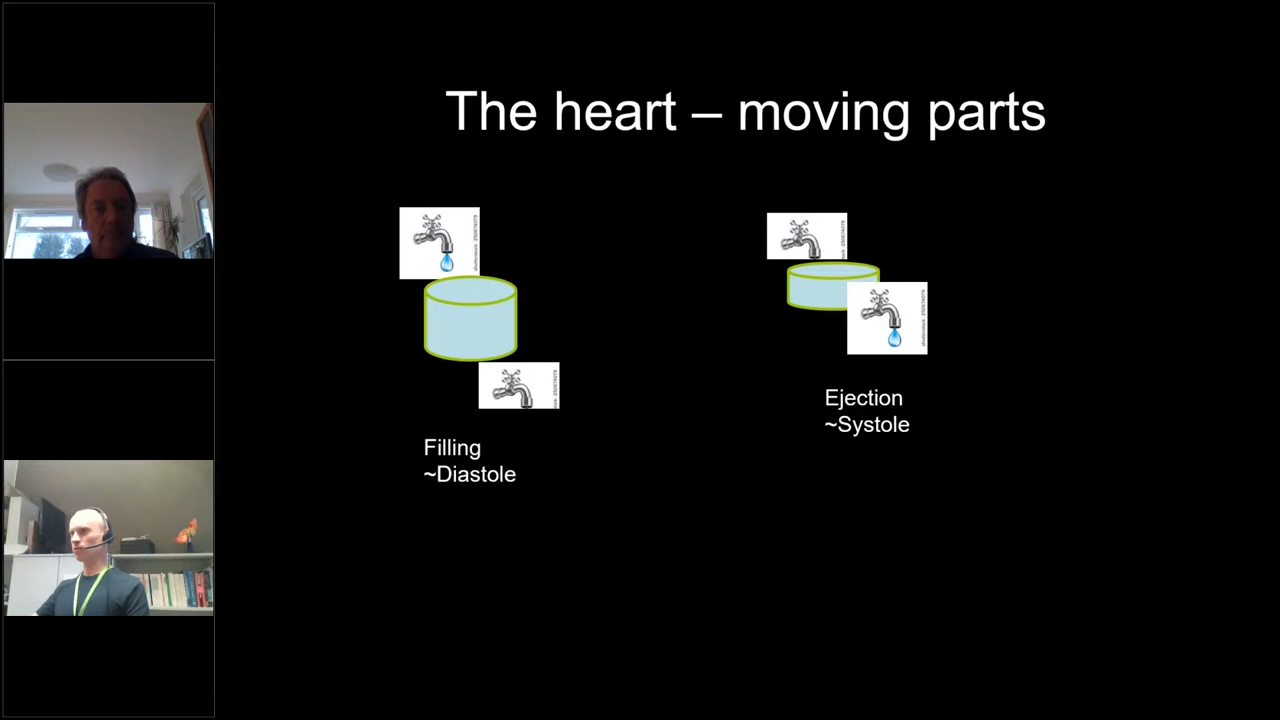 The heart – moving parts
Filling
~Diastole
Ejection
~Systole